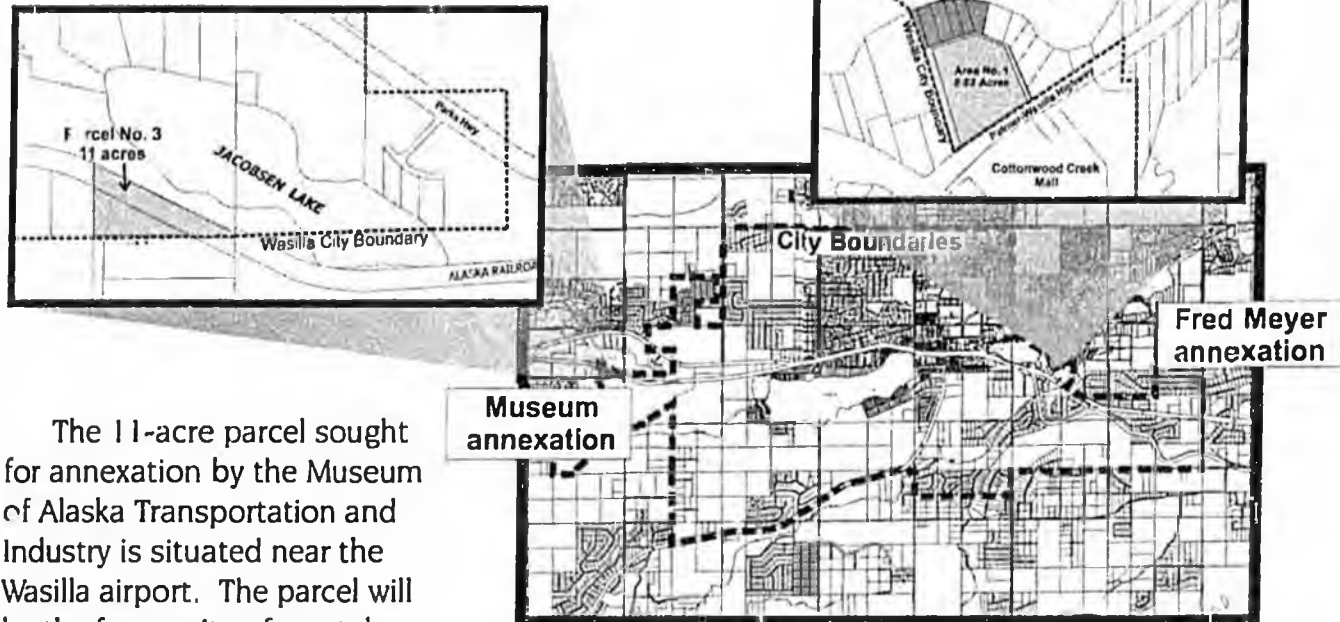 Parcel No. 3
11 acres
JACOBSEN LAKE
Parks Hwy
Wasilla City Boundary
ALASKA RAILROA
Wasilla City Boundary
Area No. 1
Acres
Palmer-Wasilla Highway
Cottonwood Creek
Mall
City Boundaries
Fred Meyer
annexation
Museum
annexation
The 11-acre parcel sought
for annexation by the Museum
of Alaska Transportation and
Industry is situated near the
Wasilla airport. The parcel will